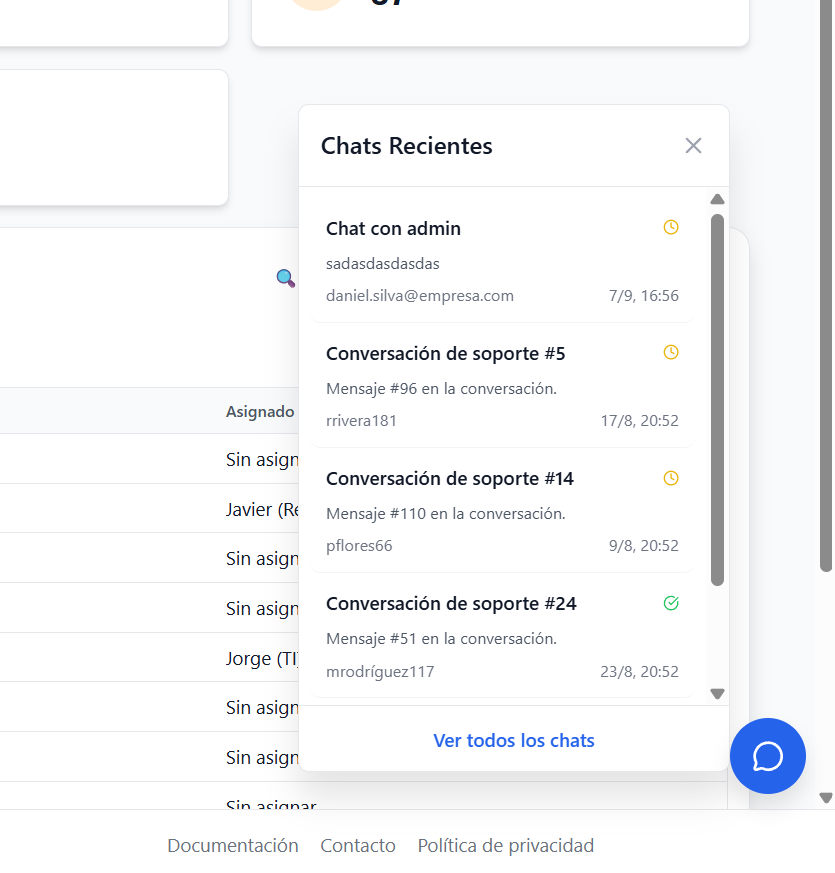 Chats Recientes
Chat con admin
sadasdasdasdas
daniel.silva@empresa.com 7/9, 16:56
Conversación de soporte #5
Mensaje #96 en la conversación.
rrivera181 17/8, 20:52
Conversación de soporte #14
Mensaje #110 en la conversación.
pflores66 9/8, 20:52
Conversación de soporte #24
Mensaje #51 en la conversación.
mrodríguez117 23/8, 20:52
Ver todos los chats
Asignado
Sin asign
Javier (Re
Sin asign
Sin asign
Jorge (TI)
Sin asign
Sin asign
Sin asignar
Documentación Contacto Política de privacidad